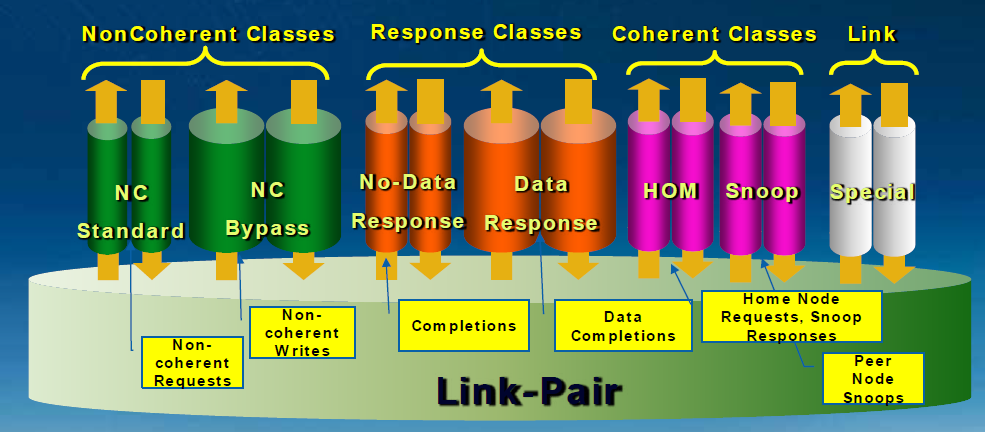 NonCoherent Classes
Response Classes
Coherent Classes
Link
NC
Standard
NC
Bypass
No-Data
Response
Data
Response
HOM
Snoop
Special
Non-
coherent
Requests
Non-
coherent
Writes
Completions
Data
Completions
Home Node
Requests, Snoop
Responses
Peer
Node
Snoops
Link-Pair